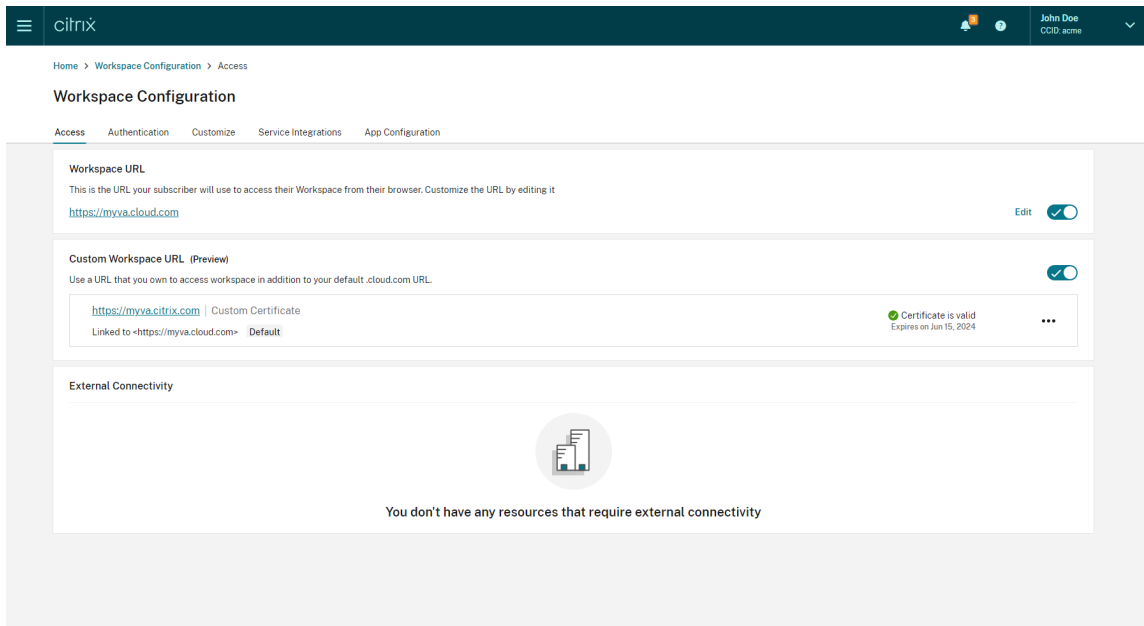 citrix
3
?
John Doe
CCID: acme
Home > Workspace Configuration > Access
Workspace Configuration
Access Authentication Customize Service Integrations App Configuration
Workspace URL
This is the URL your subscriber will use to access their Workspace from their browser. Customize the URL by editing it
https://myva.cloud.com
Edit
Custom Workspace URL (Preview)
Use a URL that you own to access workspace in addition to your default .cloud.com URL.
https://myva.citrix.com | Custom Certificate
Linked to <https://myva.cloud.com> Default
Certificate is valid
Expires on Jun 15, 2024
External Connectivity
You don't have any resources that require external connectivity